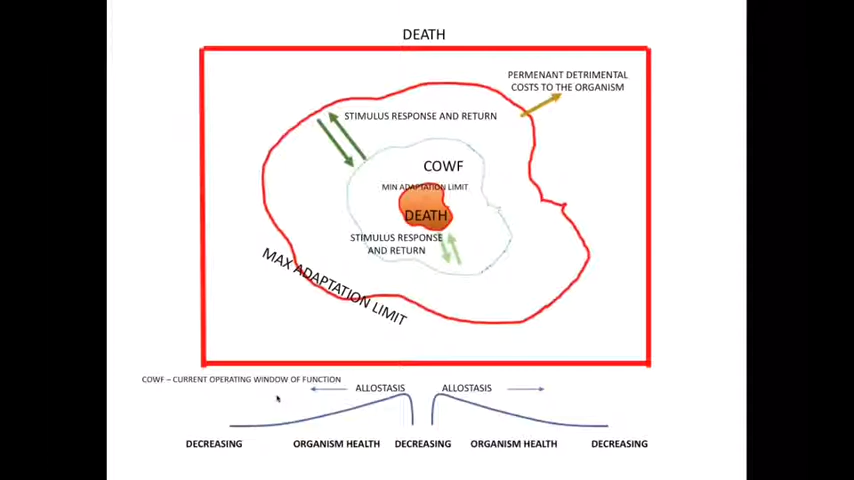 DEATH
PERMENANT DETRIMENTAL
COSTS TO THE ORGANISM
STIMULUS RESPONSE AND RETURN
COWF
MIN ADAPTATION LIMIT
DEATH
STIMULUS RESPONSE
AND RETURN
MAX ADAPTATION LIMIT
COWF – CURRENT OPERATING WINDOW OF FUNCTION
ALLOSTASIS ALLOSTASIS
DECREASING ORGANISM HEALTH DECREASING ORGANISM HEALTH DECREASING